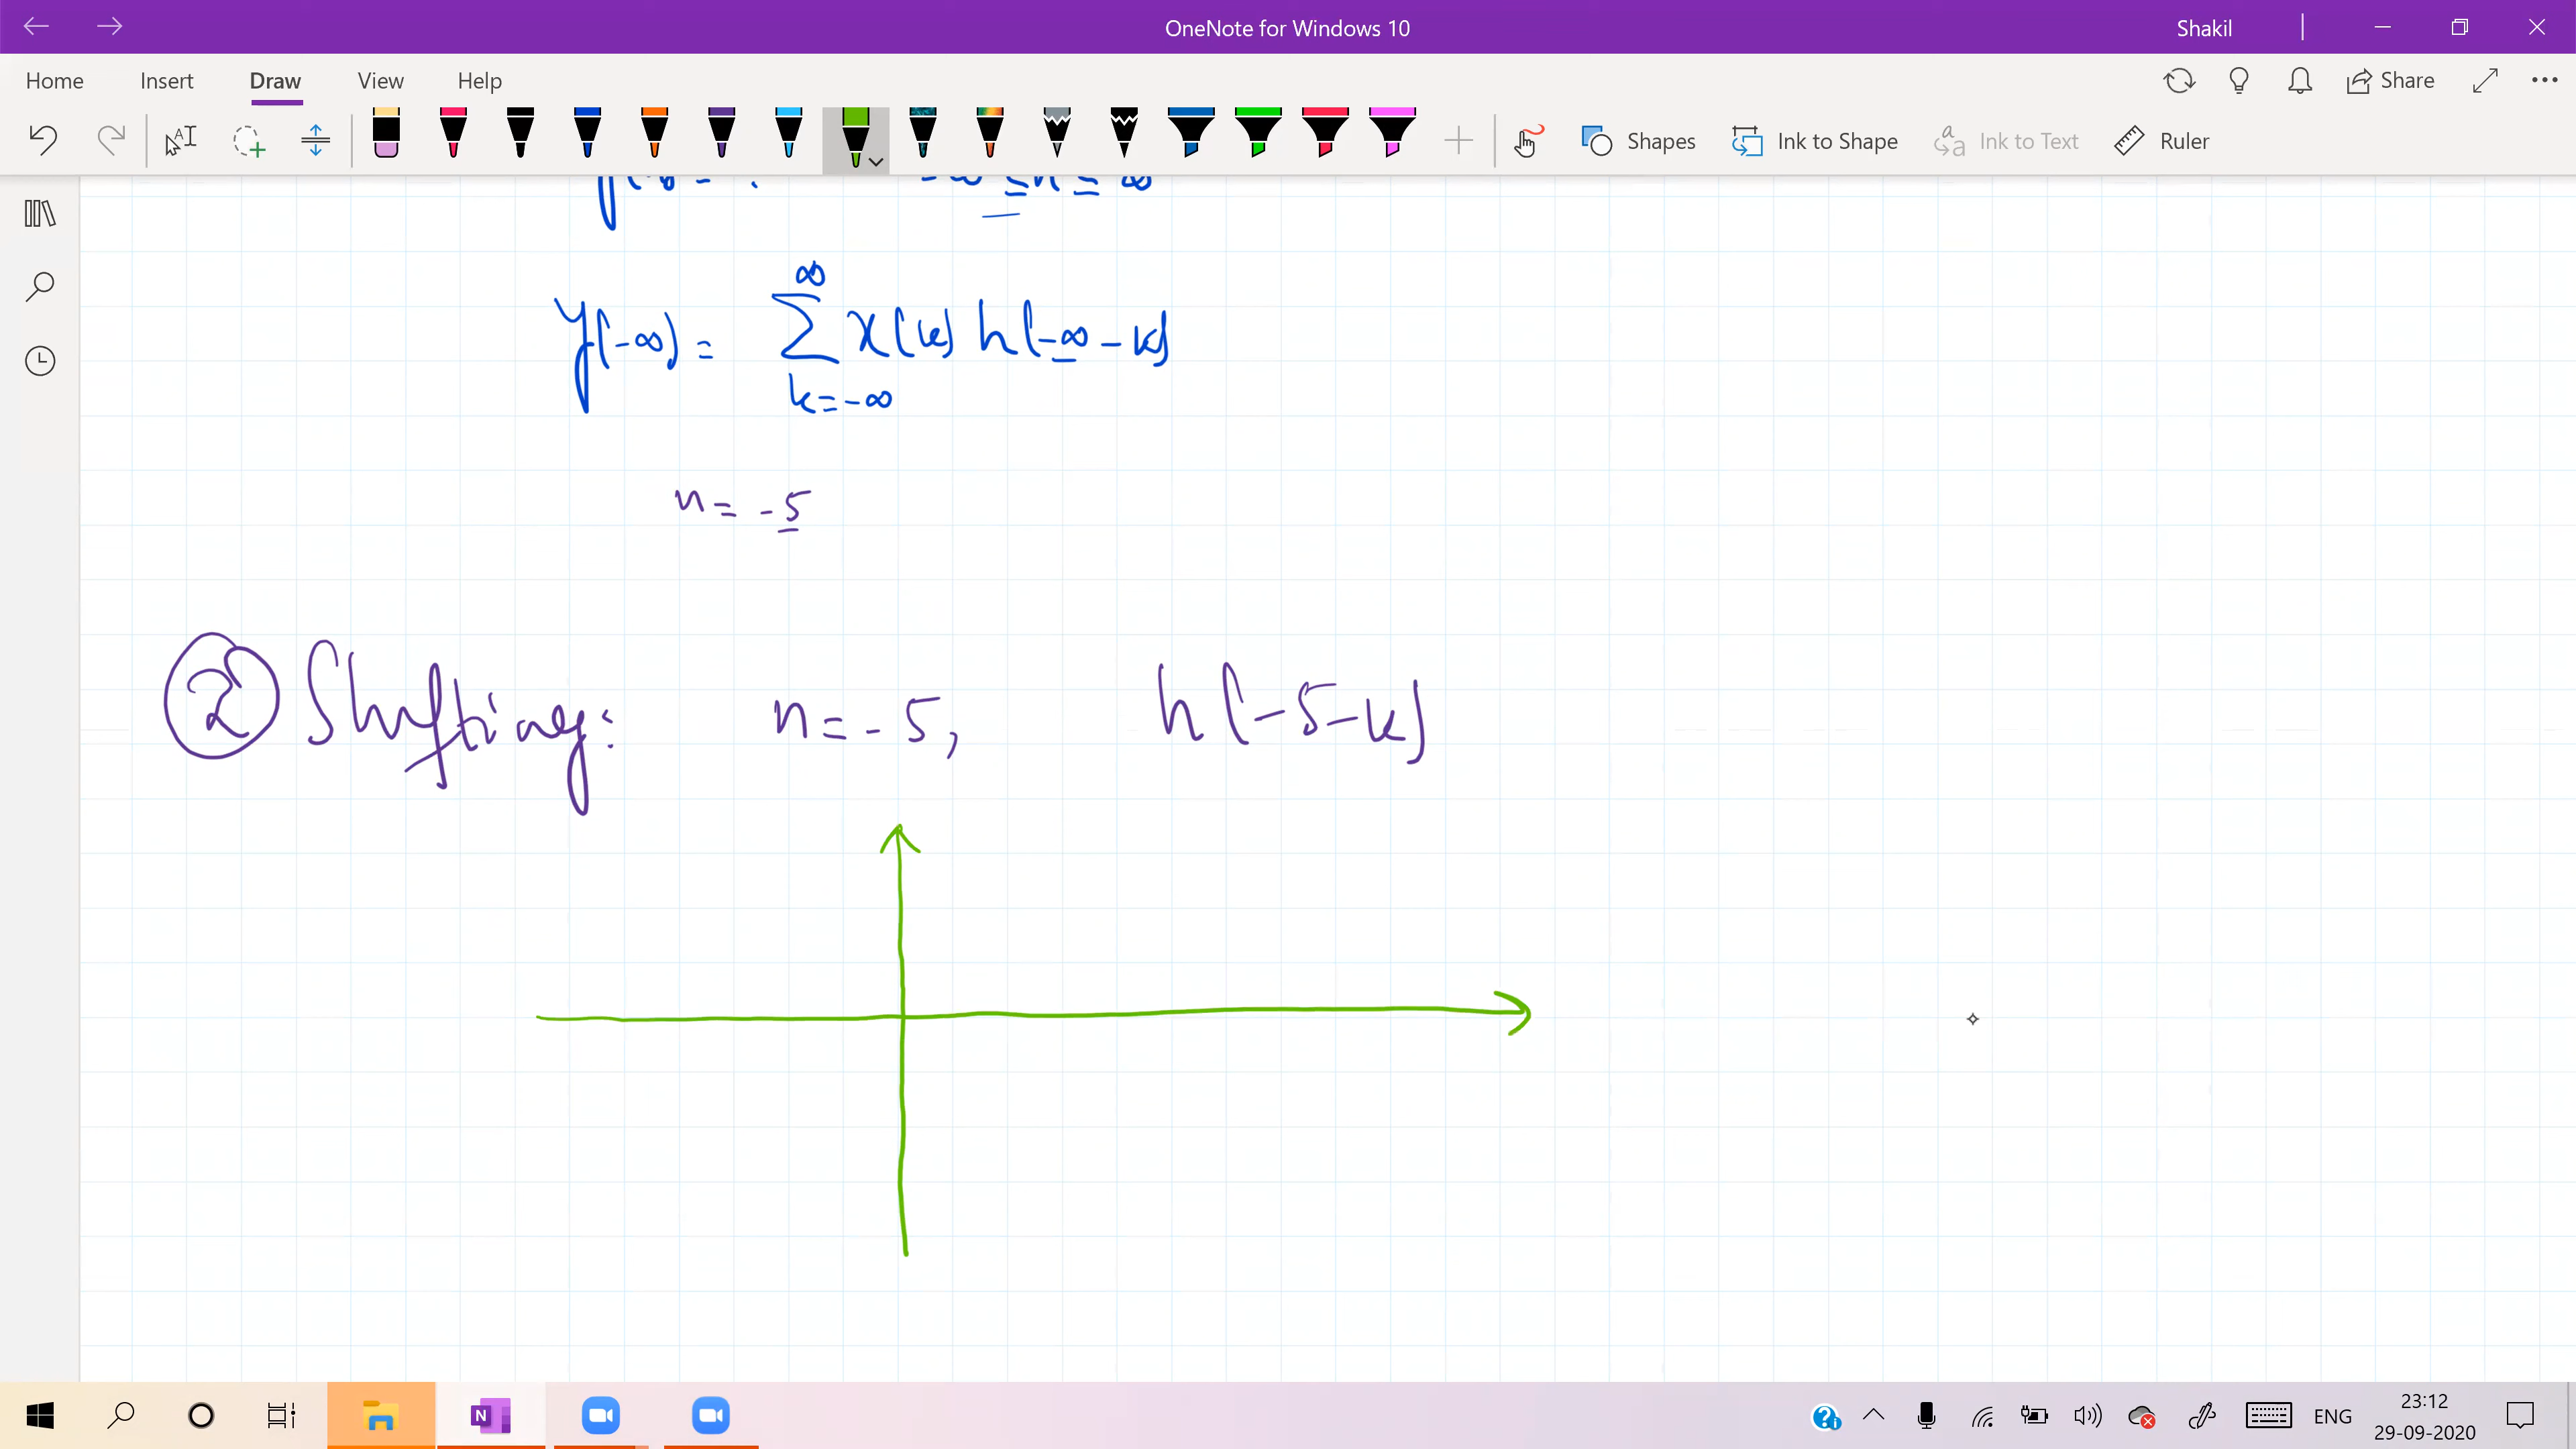 OneNote for Windows 10
Shakil
Home Insert Draw View Help
Share
Shapes Ink to Shape Ink to Text Ruler
-∞ ≤ n ≤ ∞
y(-∞) = ∑ x(k) h(-∞-k)
∞
k=-∞
n = -5
② Shifting: n = -5, h(-5-k)
ENG
23:12
29-09-2020